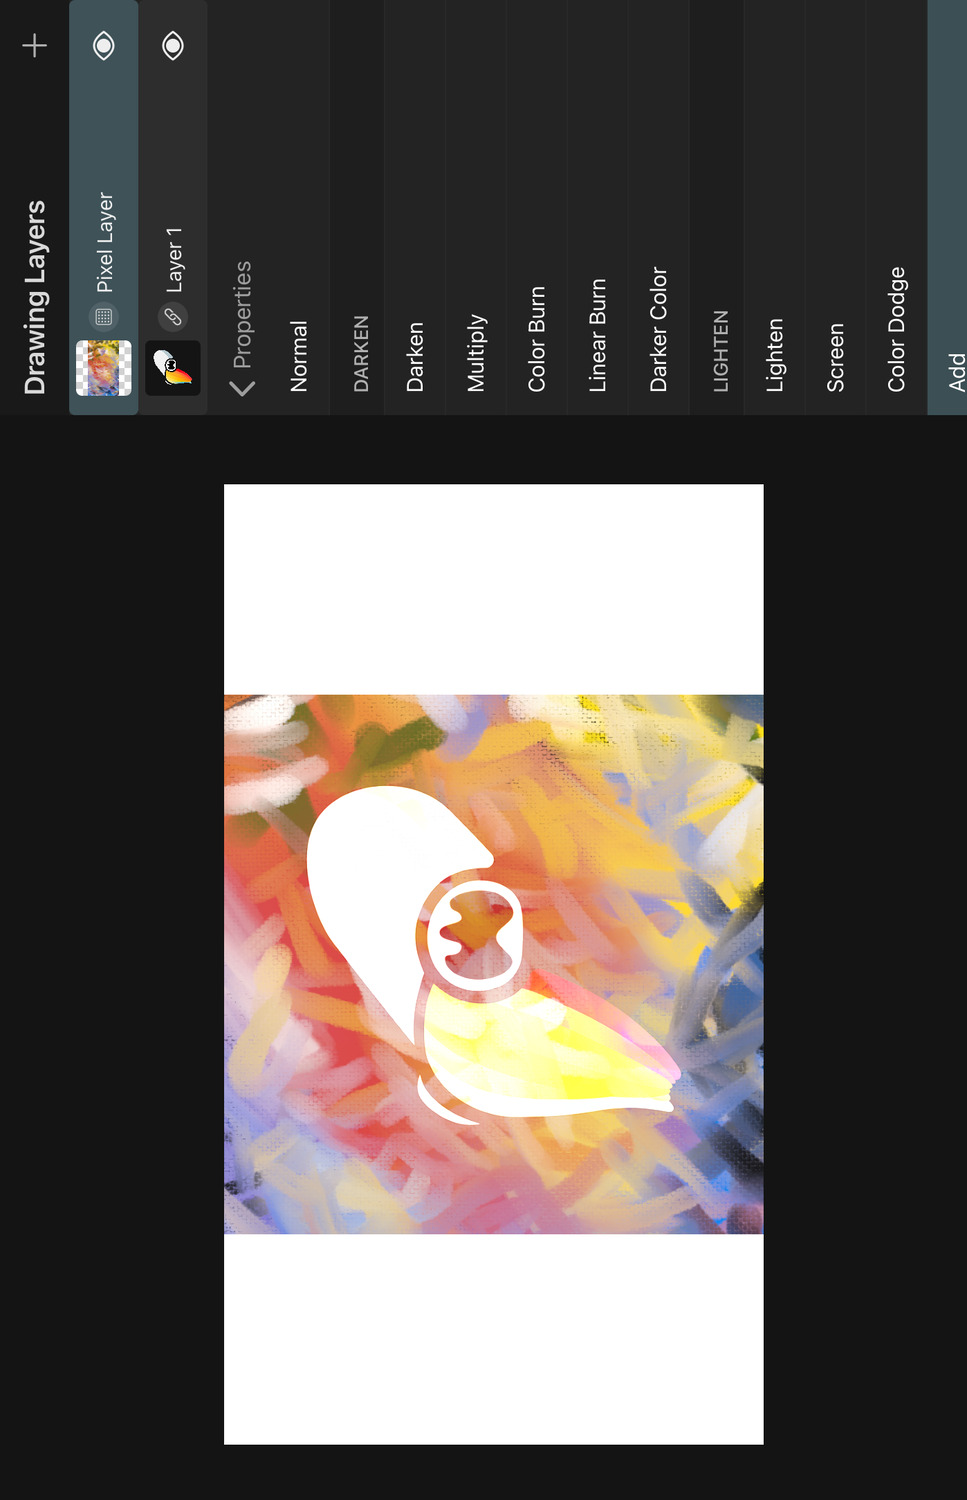 Drawing Layers
Pixel Layer
Layer 1
Properties
Normal
DARKEN
Darken
Multiply
Color Burn
Linear Burn
Darker Color
LIGHTEN
Lighten
Screen
Color Dodge
Add